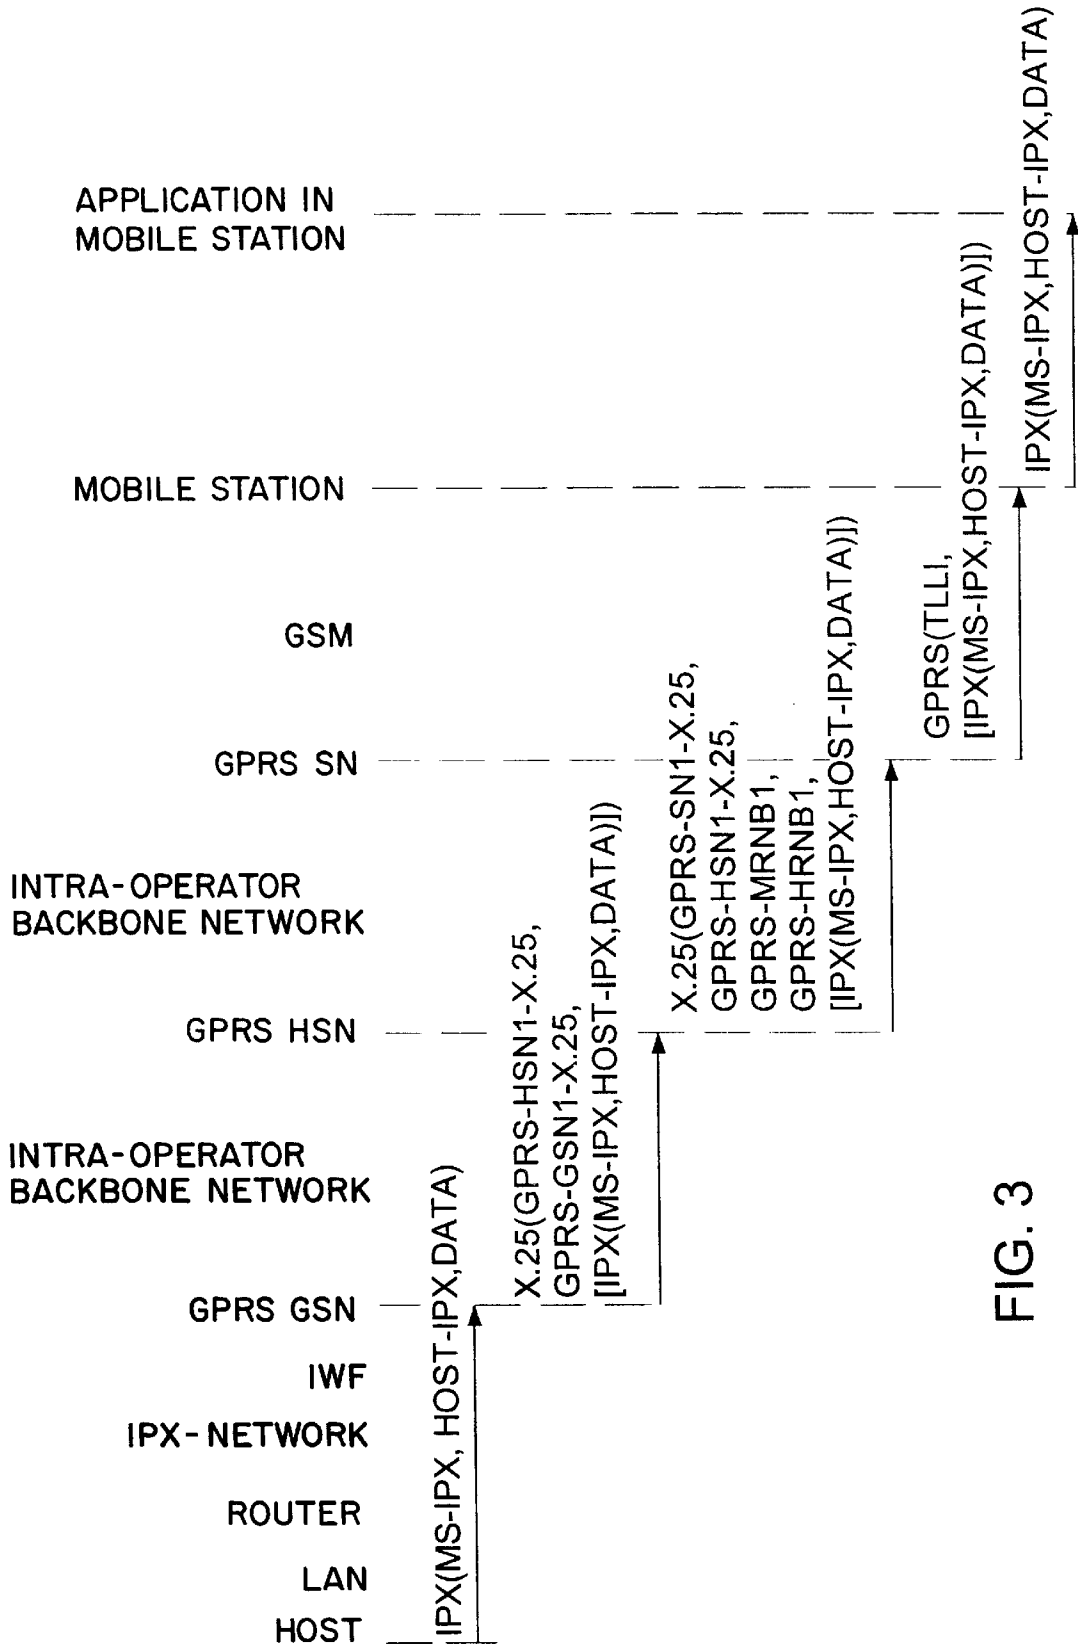 APPLICATION IN
MOBILE STATION
MOBILE STATION
GSM
GPRS SN
INTRA-OPERATOR
BACKBONE NETWORK
GPRS HSN
INTRA-OPERATOR
BACKBONE NETWORK
GPRS GSN
IWF
IPX-NETWORK
ROUTER
LAN
HOST
IPX(MS-IPX, HOST-IPX,DATA)
X.25(GPRS-HSN1-X.25,
GPRS-GSN1-X.25,
[IPX(MS-IPX,HOST-IPX,DATA)])
X.25(GPRS-SN1-X.25,
GPRS-HSN1-X.25,
GPRS-MRNB1,
GPRS-HRNB1,
[IPX(MS-IPX,HOST-IPX,DATA)])
GPRS(TLLI,
[IPX(MS-IPX,HOST-IPX,DATA)])
IPX(MS-IPX,HOST-IPX,DATA)
FIG. 3